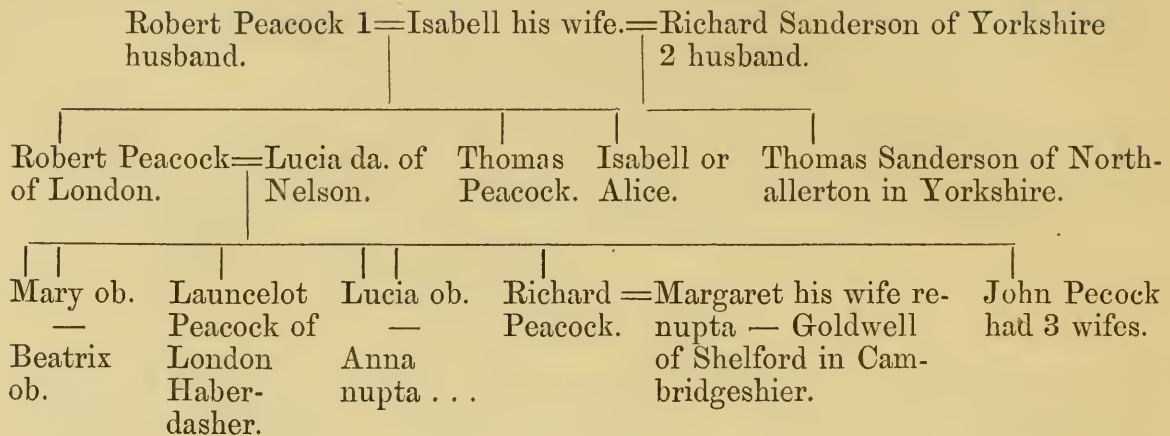 Robert Peacock 1=Isabell his wife.=Richard Sanderson of Yorkshire
husband. 2 husband.
Robert Peacock=Lucia da. of Thomas Isabell or Thomas Sanderson of North-
of London. Nelson. Peacock. Alice. allerton in Yorkshire.
Mary ob. Launcelot Lucia ob. Richard =Margaret his wife re- John Pecock
— Peacock of — Peacock. nupta — Goldwell had 3 wifes.
Beatrix London Anna of Shelford in Cam-
ob. Haber- nupta . . . bridgeshier.
dasher.